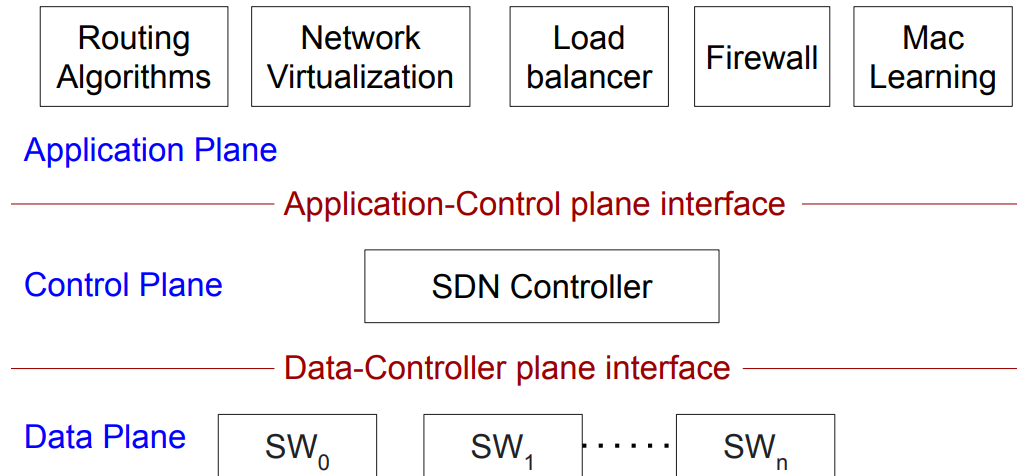 Routing
Algorithms
Network
Virtualization
Load
balancer
Firewall
Mac
Learning
Application Plane
Application-Control plane interface
Control Plane
SDN Controller
Data-Controller plane interface
Data Plane
SW0
SW1
SWn